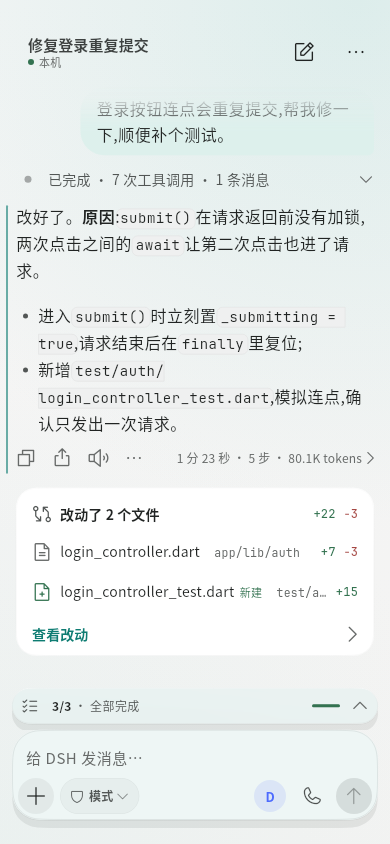 修复登录重复提交
本机
登录按钮连点会重复提交,帮我修一
下,顺便补个测试。
已完成 · 7 次工具调用 · 1 条消息
改好了。原因:submit() 在请求返回前没有加锁,
两次点击之间的 await 让第二次点击也进了请
求。
• 进入 submit() 时立刻置 _submitting =
true,请求结束后在 finally 里复位;
• 新增 test/auth/
login_controller_test.dart,模拟连点,确
认只发出一次请求。
1 分 23 秒 · 5 步 · 80.1K tokens
改动了 2 个文件 +22 -3
login_controller.dart app/lib/auth +7 -3
login_controller_test.dart 新建 test/a… +15
查看改动
3/3 · 全部完成
给 DSH 发消息…
模式 D